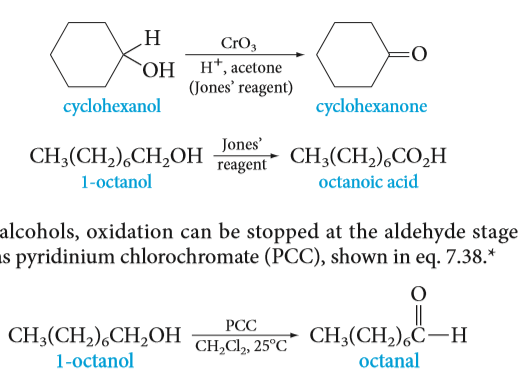 H
CrO₃
O
OH
H⁺, acetone
(Jones’ reagent)
cyclohexanol
cyclohexanone
CH₃(CH₂)₆CH₂OH
Jones’
reagent
CH₃(CH₂)₆CO₂H
1-octanol
octanoic acid
alcohols, oxidation can be stopped at the aldehyde stage
as pyridinium chlorochromate (PCC), shown in eq. 7.38.*
O
CH₃(CH₂)₆CH₂OH
PCC
CH₂Cl₂, 25°C
CH₃(CH₂)₆C—H
1-octanol
octanal